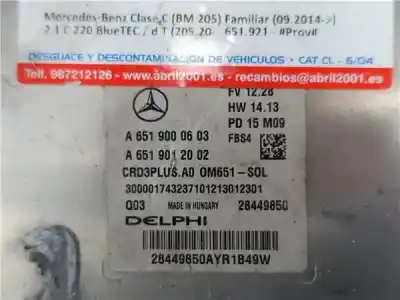 Mercedes-Benz Clase C (BM 205) Familiar (09.2014->)
2.1 C 220 BlueTEC / d T (205.20 651.921 - #Prov#
DESGUACE Y DESCONTAMINACIÓN DE VEHICULOS • CAT CL - 6/04
Tell. 987212126 - www.abril2001.es - recambios@abril2001.es
FV 12.28
HW 14.13
PD 15 M09
A 651 900 06 03
FBS4
A 651 901 20 02
CRD3PLUS.A0 OM651-SOL
300001743237101213012301
Q03 MADE IN HUNGARY 28449850
DELPHI
28449850AYR1B49W